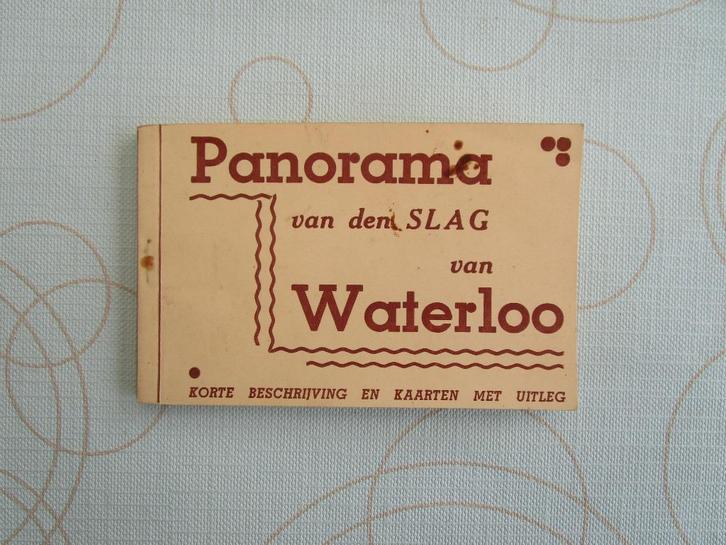 Panorama
van den SLAG
van
Waterloo
KORTE BESCHRIJVING EN KAARTEN MET UITLEG